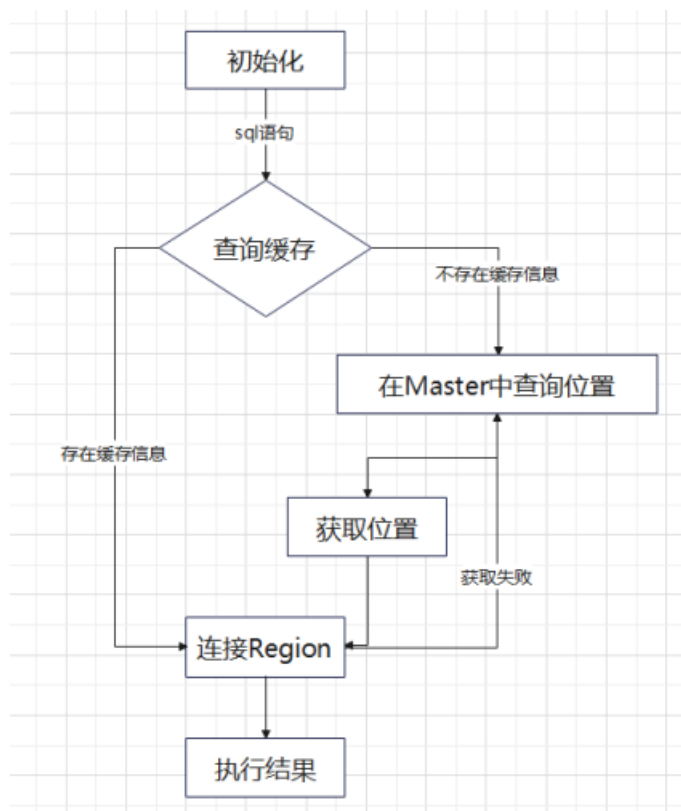 初始化
sql语句
查询缓存
不存在缓存信息
在Master中查询位置
存在缓存信息
获取位置
获取失败
连接Region
执行结果